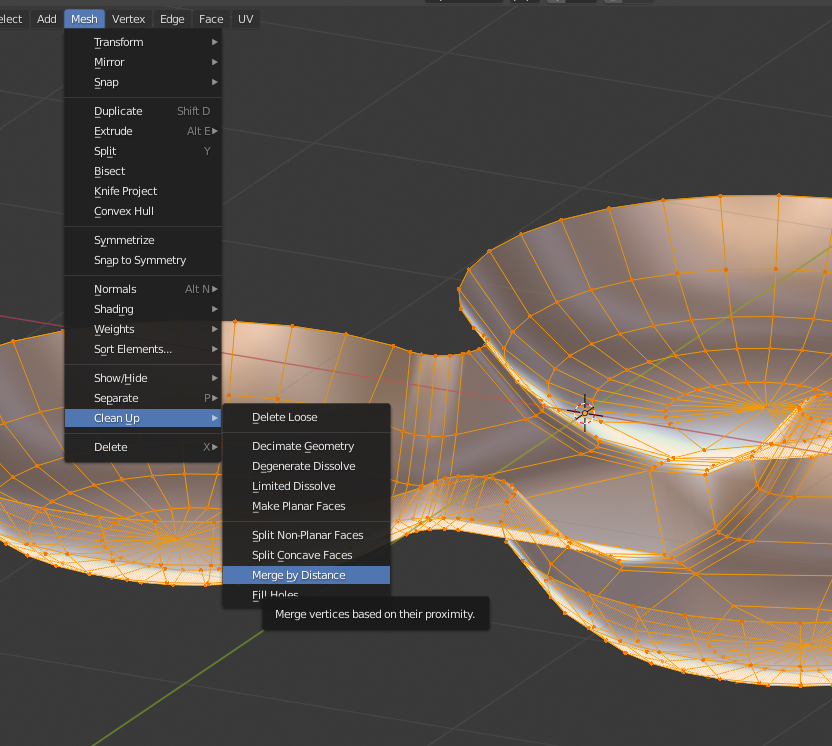 elect Add Mesh Vertex Edge Face UV
Transform
Mirror
Snap
Duplicate Shift D
Extrude Alt E
Split Y
Bisect
Knife Project
Convex Hull
Symmetrize
Snap to Symmetry
Normals Alt N
Shading
Weights
Sort Elements...
Show/Hide
Separate P
Clean Up
Delete X
Delete Loose
Decimate Geometry
Degenerate Dissolve
Limited Dissolve
Make Planar Faces
Split Non-Planar Faces
Split Concave Faces
Merge by Distance
Fill Holes
Merge vertices based on their proximity.